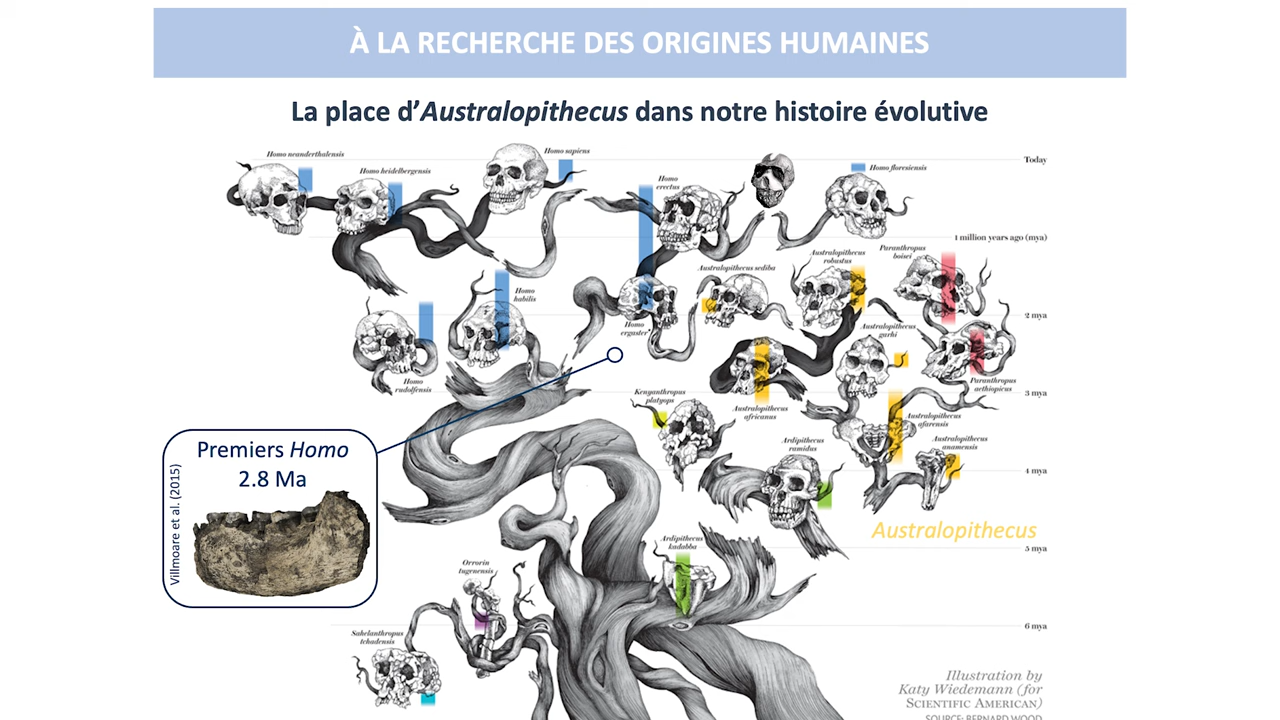 À LA RECHERCHE DES ORIGINES HUMAINES
La place d'Australopithecus dans notre histoire évolutive
Homo neanderthalensis
Homo heidelbergensis
Homo sapiens
Homo
erectus
Homo floresiensis
Today
1 million years ago (mya)
Australopithecus sediba
Australopithecus
robustus
Paranthropus
boisei
Homo
habilis
Homo
ergaster
2 mya
Australopithecus
garhi
Homo
rudolfensis
Paranthropus
aethiopicus
Kenyanthropus
platyops
3 mya
Australopithecus
africanus
Australopithecus
afarensis
Australopithecus
anamensis
Ardipithecus
ramidus
4 mya
Premiers Homo
2.8 Ma
Villmoare et al. (2015)
Australopithecus
5 mya
Ardipithecus
kadabba
Orrorin
tugenensis
6 mya
Sahelanthropus
tchadensis
Illustration by
Katy Wiedemann (for
SCIENTIFIC AMERICAN)
SOURCE: BERNARD WOOD